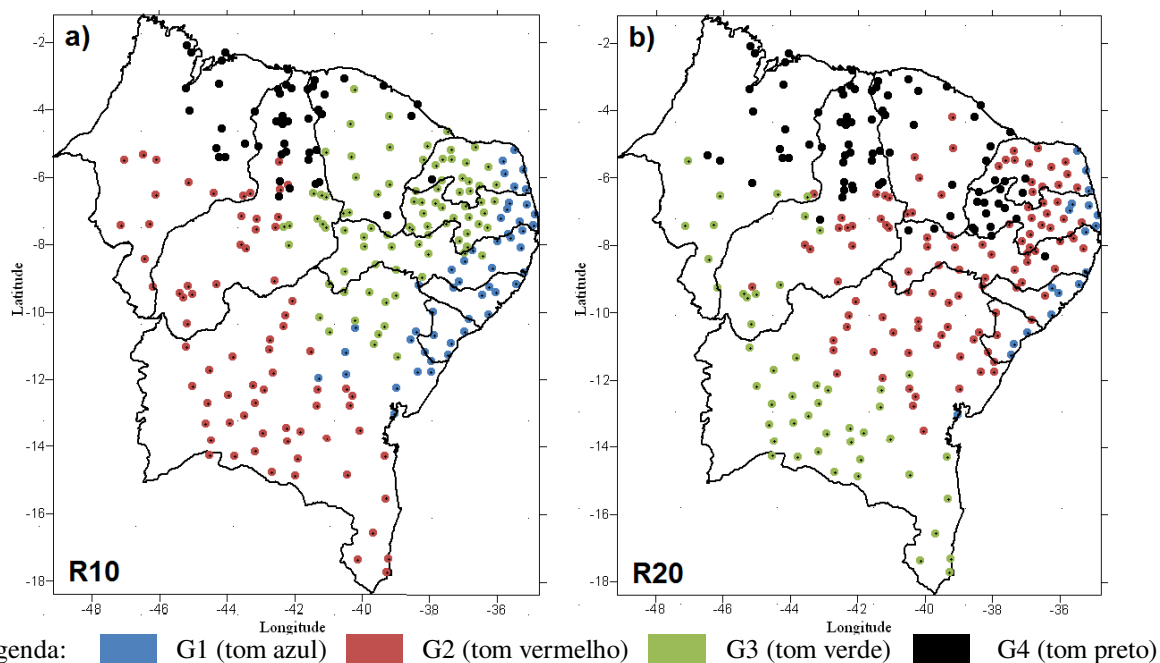 a)
-2
-4
-6
-8
-10
-12
-14
-16
-18
Latitude
R10
-48 -46 -44 -42 -40 -38 -36
Longitude
b)
-2
-4
-6
-8
-10
-12
-14
-16
-18
Latitude
R20
-48 -46 -44 -42 -40 -38 -36
Longitude
genda: G1 (tom azul) G2 (tom vermelho) G3 (tom verde) G4 (tom preto)